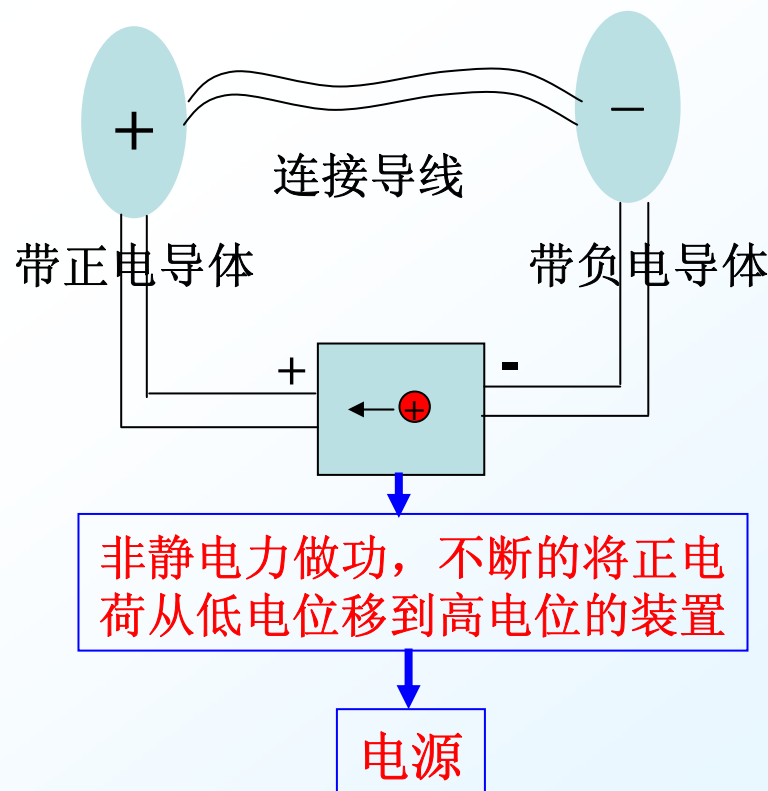 +
−
连接导线
带正电导体
带负电导体
+
-
+
非静电力做功，不断的将正电
荷从低电位移到高电位的装置
电源